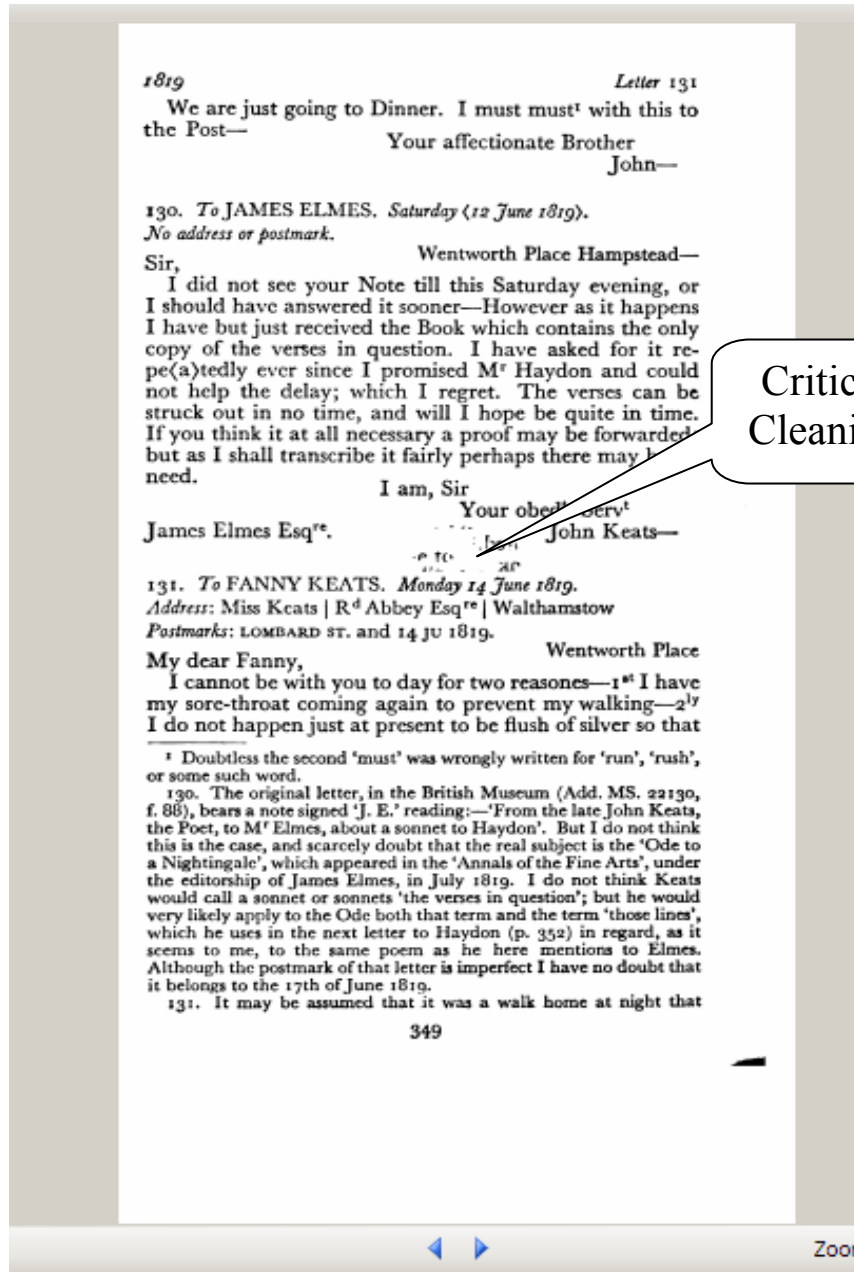 1819 Letter 131
We are just going to Dinner. I must must¹ with this to
the Post—
Your affectionate Brother
John—
130. To JAMES ELMES. Saturday ⟨12 June 1819⟩.
No address or postmark.
Wentworth Place Hampstead—
Sir,
I did not see your Note till this Saturday evening, or
I should have answered it sooner—However as it happens
I have but just received the Book which contains the only
copy of the verses in question. I have asked for it re-
pe⟨a⟩tedly ever since I promised Mʳ Haydon and could
not help the delay; which I regret. The verses can be
struck out in no time, and will I hope be quite in time.
If you think it at all necessary a proof may be forwarded
but as I shall transcribe it fairly perhaps there may
need.
I am, Sir
Your Servᵗ
James Elmes Esqʳᵉ. John Keats—
131. To FANNY KEATS. Monday 14 June 1819.
Address: Miss Keats | Rᵈ Abbey Esqʳᵉ | Walthamstow
Postmarks: LOMBARD ST. and 14 JU 1819.
Wentworth Place
My dear Fanny,
I cannot be with you to day for two reasones—1ˢᵗ I have
my sore-throat coming again to prevent my walking—2ˡʸ
I do not happen just at present to be flush of silver so that
¹ Doubtless the second ‘must’ was wrongly written for ‘run’, ‘rush’,
or some such word.
130. The original letter, in the British Museum (Add. MS. 22130,
f. 88), bears a note signed ‘J. E.’ reading:—‘From the late John Keats,
the Poet, to Mʳ Elmes, about a sonnet to Haydon’. But I do not think
this is the case, and scarcely doubt that the real subject is the ‘Ode to
a Nightingale’, which appeared in the ‘Annals of the Fine Arts’, under
the editorship of James Elmes, in July 1819. I do not think Keats
would call a sonnet or sonnets ‘the verses in question’; but he would
very likely apply to the Ode both that term and the term ‘those lines’,
which he uses in the next letter to Haydon (p. 352) in regard, as it
seems to me, to the same poem as he here mentions to Elmes.
Although the postmark of that letter is imperfect I have no doubt that
it belongs to the 17th of June 1819.
131. It may be assumed that it was a walk home at night that
349
Critic
Cleani
Zoo